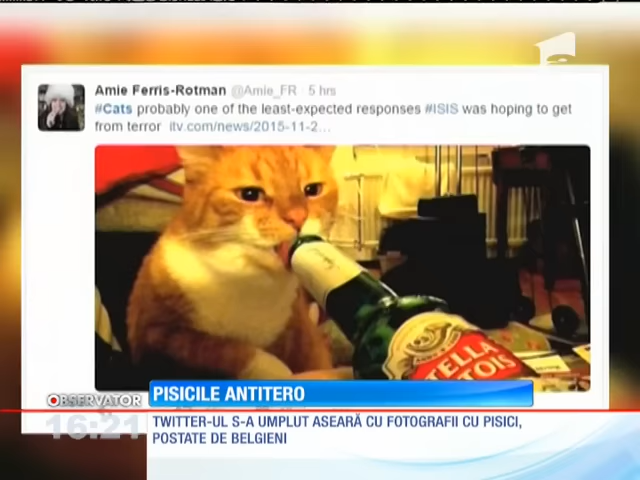 Amie Ferris-Rotman @Amie_FR · 5 hrs
#Cats probably one of the least-expected responses #ISIS was hoping to get
from terror itv.com/news/2015-11-2...
STELLA
ARTOIS
PISICILE ANTITERO
OBSERVATOR
16:21
TWITTER-UL S-A UMPLUT ASEARĂ CU FOTOGRAFII CU PISICI,
POSTATE DE BELGIENI